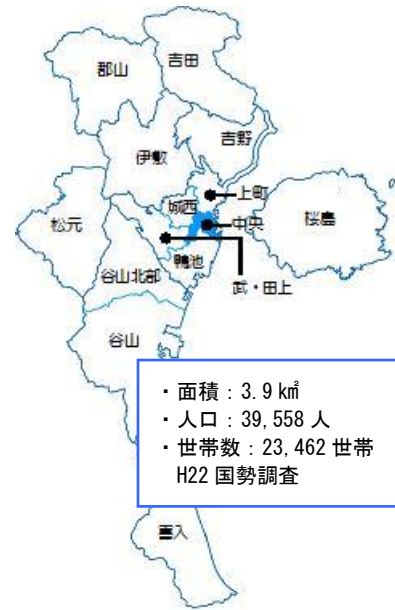 吉田
郡山
吉野
伊敷
上町
城西
中央
桜島
松元
鴨池
谷山北部
武・田上
谷山
・面積：3.9 ㎢
・人口：39,558 人
・世帯数：23,462 世帯
H22 国勢調査
喜入